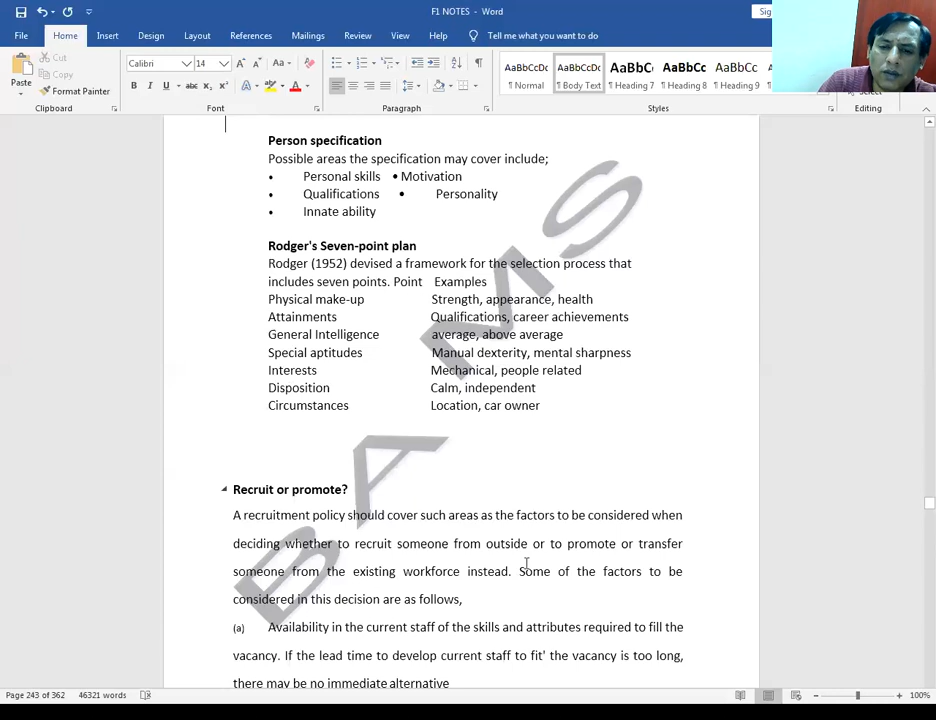 F1 NOTES - Word
Sig
File Home Insert Design Layout References Mailings Review View Help Tell me what you want to do
Cut
Copy
Format Painter
Paste
Calibri 14
Clipboard Font Paragraph Styles Editing
AaBbCcDc AaBbCcDc AaBbC AaBbCc AaBbCc
¶ Normal ¶ Body Text ¶ Heading 7 ¶ Heading 8 ¶ Heading 9
Person specification
Possible areas the specification may cover include;
• Personal skills • Motivation
• Qualifications • Personality
• Innate ability
Rodger's Seven-point plan
Rodger (1952) devised a framework for the selection process that
includes seven points. Point Examples
Physical make-up Strength, appearance, health
Attainments Qualifications, career achievements
General Intelligence average, above average
Special aptitudes Manual dexterity, mental sharpness
Interests Mechanical, people related
Disposition Calm, independent
Circumstances Location, car owner
BA MS
Recruit or promote?
A recruitment policy should cover such areas as the factors to be considered when
deciding whether to recruit someone from outside or to promote or transfer
someone from the existing workforce instead. Some of the factors to be
considered in this decision are as follows,
(a) Availability in the current staff of the skills and attributes required to fill the
vacancy. If the lead time to develop current staff to fit' the vacancy is too long,
there may be no immediate alternative
Page 243 of 362 46321 words 100%